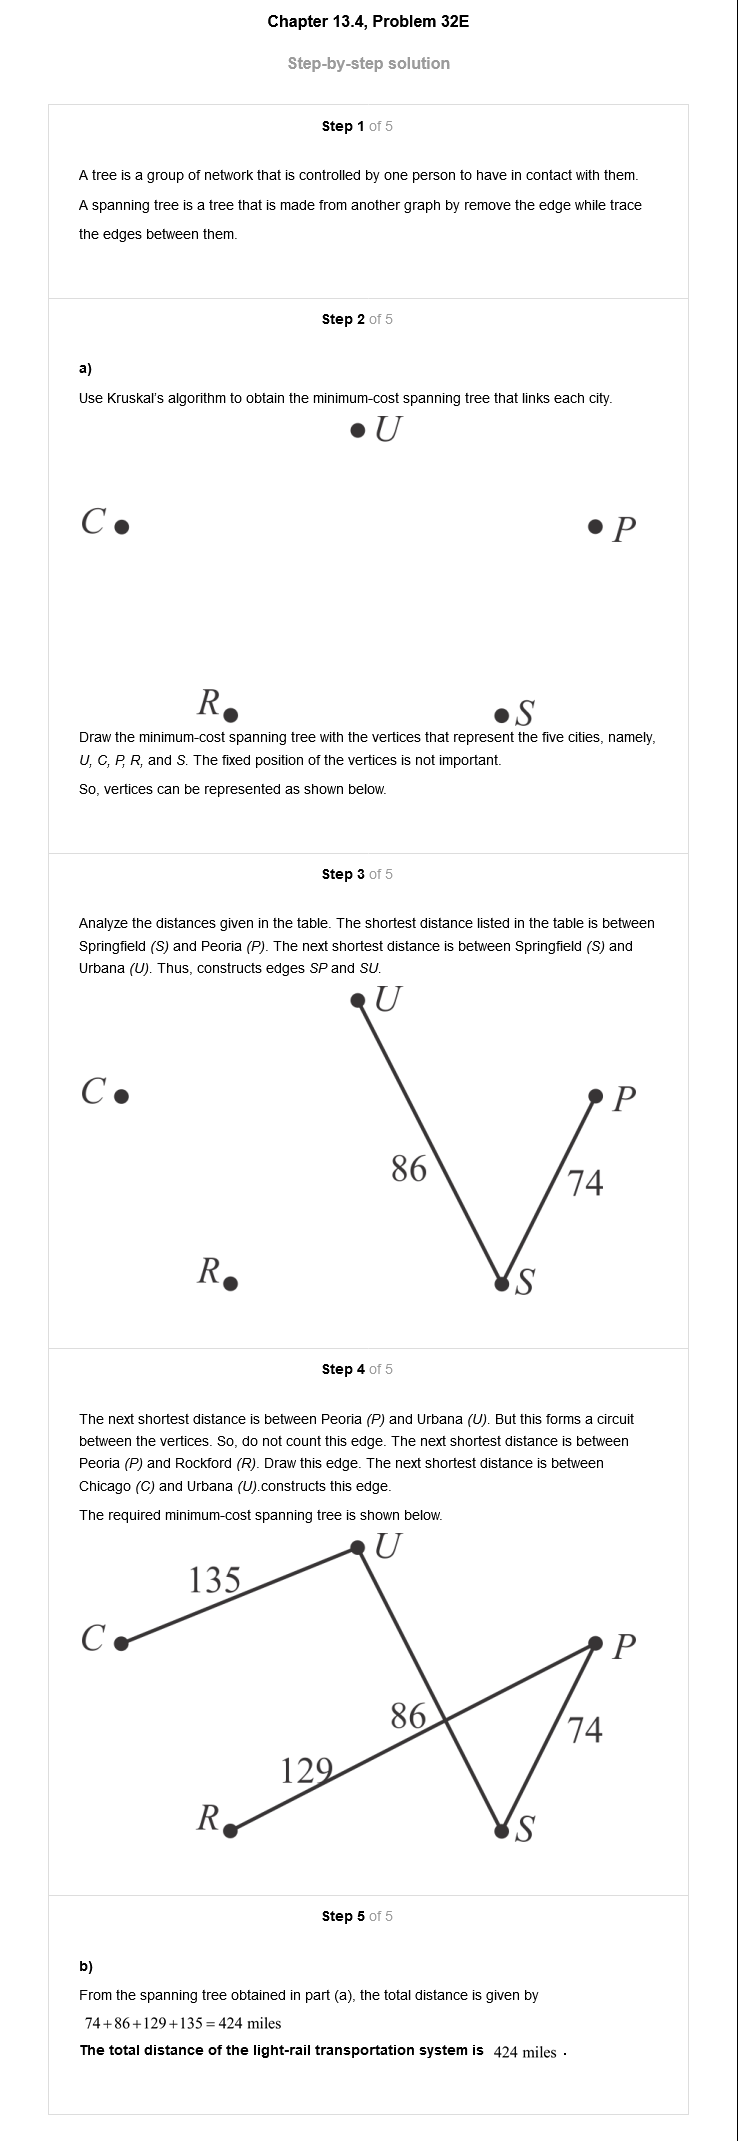 Chapter 13.4, Problem 32E
Step-by-step solution
Step 1 of 5
A tree is a group of network that is controlled by one person to have in contact with them.
A spanning tree is a tree that is made from another graph by remove the edge while trace
the edges between them.
Step 2 of 5
a)
Use Kruskal's algorithm to obtain the minimum-cost spanning tree that links each city.
U
C
P
R
S
Draw the minimum-cost spanning tree with the vertices that represent the five cities, namely,
U, C, P, R, and S. The fixed position of the vertices is not important.
So, vertices can be represented as shown below.
Step 3 of 5
Analyze the distances given in the table. The shortest distance listed in the table is between
Springfield (S) and Peoria (P). The next shortest distance is between Springfield (S) and
Urbana (U). Thus, constructs edges SP and SU.
U
C
P
86
74
R
S
Step 4 of 5
The next shortest distance is between Peoria (P) and Urbana (U). But this forms a circuit
between the vertices. So, do not count this edge. The next shortest distance is between
Peoria (P) and Rockford (R). Draw this edge. The next shortest distance is between
Chicago (C) and Urbana (U).constructs this edge.
The required minimum-cost spanning tree is shown below.
U
135
C
P
86
74
129
R
S
Step 5 of 5
b)
From the spanning tree obtained in part (a), the total distance is given by
74+86+129+135=424 miles
The total distance of the light-rail transportation system is 424 miles .